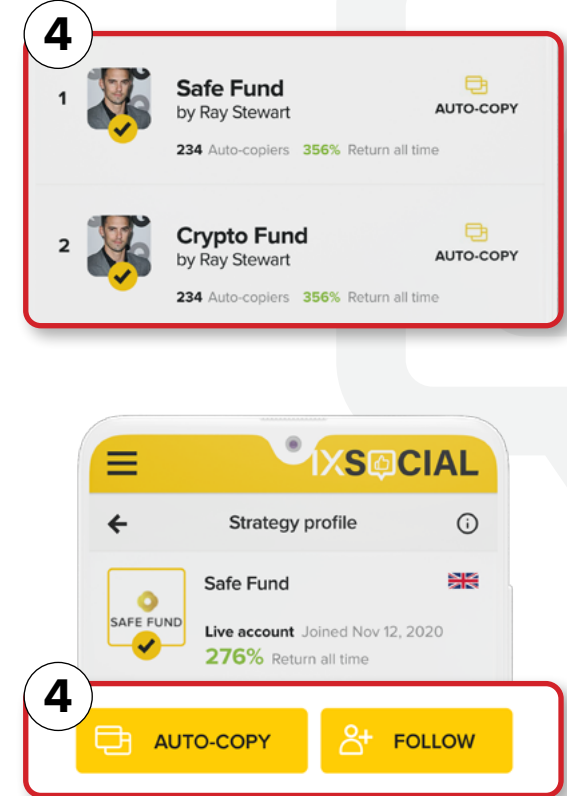 4
1
Safe Fund
by Ray Stewart
AUTO-COPY
234 Auto-copiers 356% Return all time
2
Crypto Fund
by Ray Stewart
AUTO-COPY
234 Auto-copiers 356% Return all time
IXSOCIAL
Strategy profile
SAFE FUND
Safe Fund
Live account Joined Nov 12, 2020
276% Return all time
4
AUTO-COPY
FOLLOW